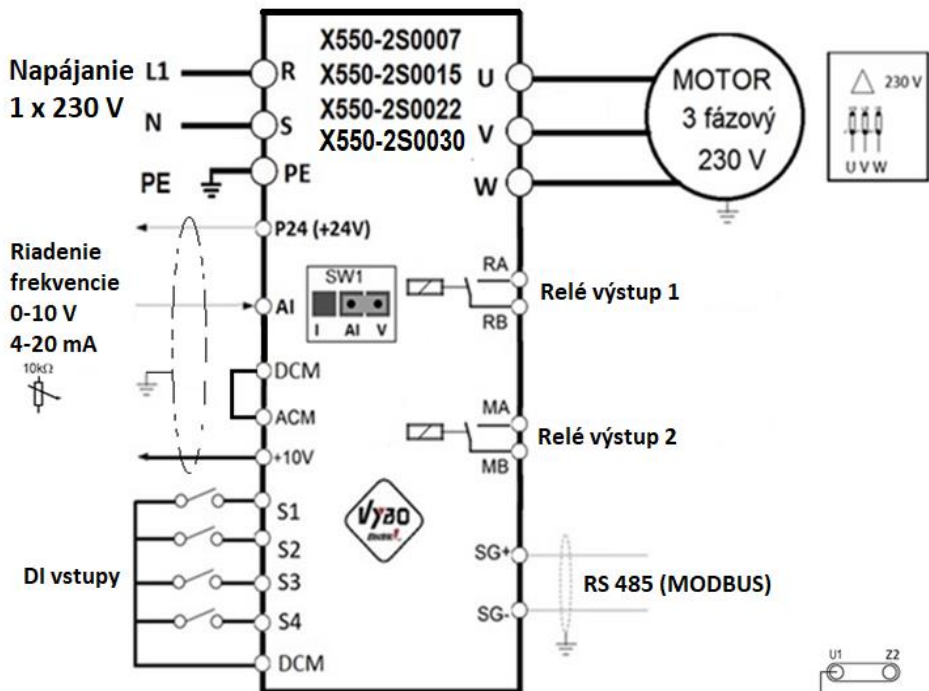 X550-2S0007
X550-2S0015
X550-2S0022
X550-2S0030
Napájanie
1 x 230 V
L1
R
N
S
PE
PE
U
V
W
MOTOR
3 fázový
230 V
230 V
U V W
P24 (+24V)
Riadenie
frekvencie
0-10 V
4-20 mA
10kΩ
AI
SW1
I AI V
DCM
ACM
+10V
RA
RB
Relé výstup 1
MA
MB
Relé výstup 2
DI vstupy
S1
S2
S3
S4
DCM
Vybo
SG+
SG-
RS 485 (MODBUS)
U1
Z2